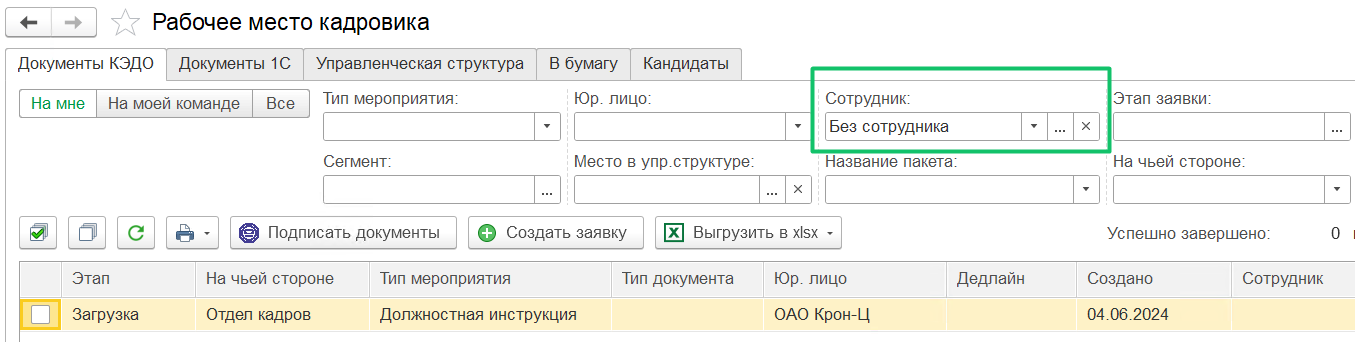 Рабочее место кадровика
Документы КЭДО Документы 1С Управленческая структура В бумагу Кандидаты
На мне На моей команде Все Тип мероприятия: Юр. лицо: Сотрудник: Этап заявки:
Без сотрудника
Сегмент: Место в упр.структуре: Название пакета: На чьей стороне:
Подписать документы Создать заявку Выгрузить в xlsx Успешно завершено: 0
Этап На чьей стороне Тип мероприятия Тип документа Юр. лицо Дедлайн Создано Сотрудник
Загрузка Отдел кадров Должностная инструкция ОАО Крон-Ц 04.06.2024